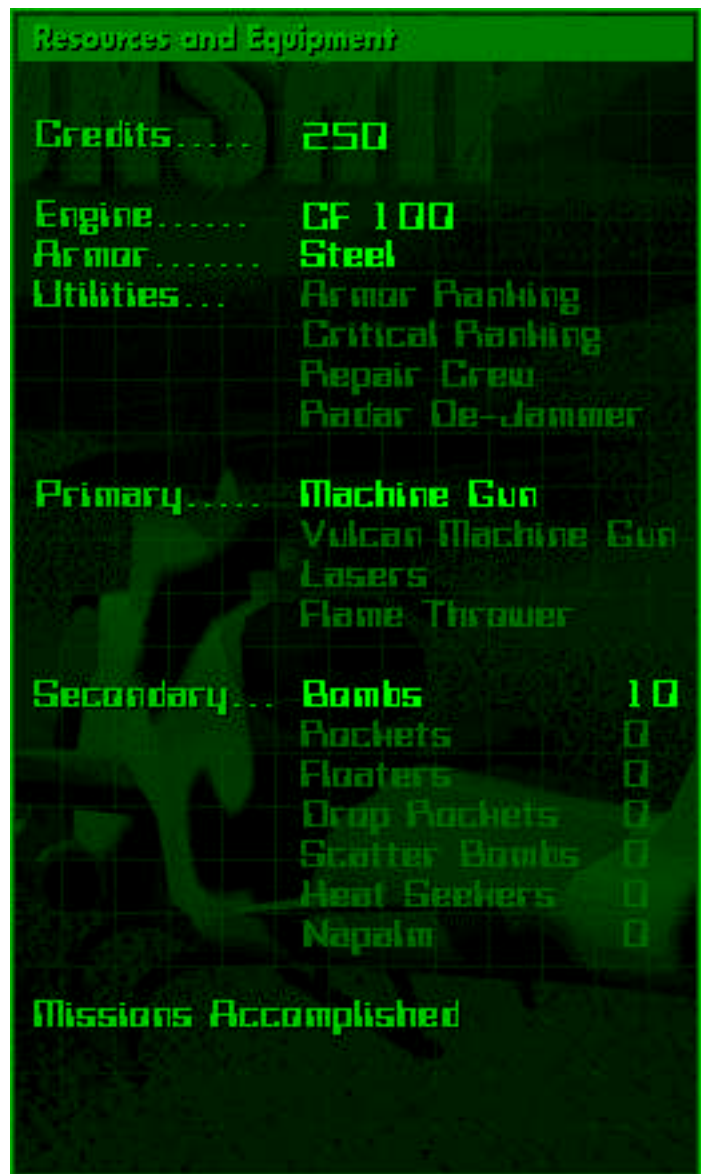 Resources and Equipment
Credits..... 250
Engine...... CF 100
Armor....... Steel
Utilities... Armor Ranking
Critical Ranking
Repair Crew
Radar De-Jammer
Primary..... Machine Gun
Vulcan Machine Gun
Lasers
Flame Thrower
Secondary... Bombs 10
Rockets 0
Floaters 0
Drop Rockets 0
Scatter Bombs 0
Heat Seekers 0
Napalm 0
Missions Accomplished